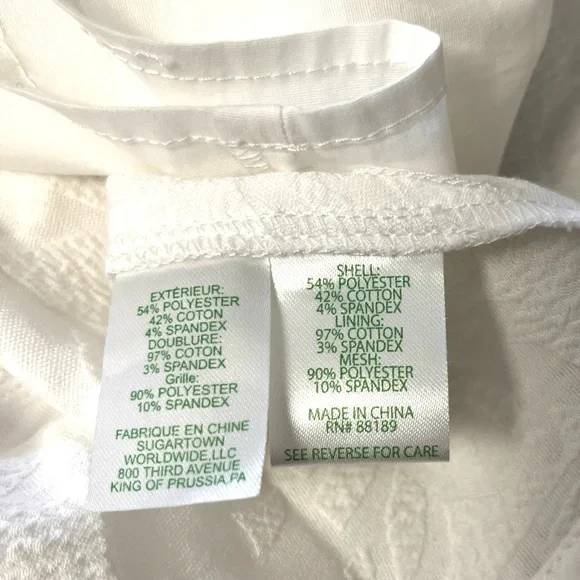 EXTÉRIEUR:
54% POLYESTER
42% COTON
4% SPANDEX
DOUBLURE:
97% COTON
3% SPANDEX
Grille:
90% POLYESTER
10% SPANDEX
FABRIQUE EN CHINE
SUGARTOWN
WORLDWIDE,LLC
800 THIRD AVENUE
KING OF PRUSSIA,PA
SHELL:
54% POLYESTER
42% COTTON
4% SPANDEX
LINING:
97% COTTON
3% SPANDEX
MESH:
90% POLYESTER
10% SPANDEX
MADE IN CHINA
RN# 88189
SEE REVERSE FOR CARE